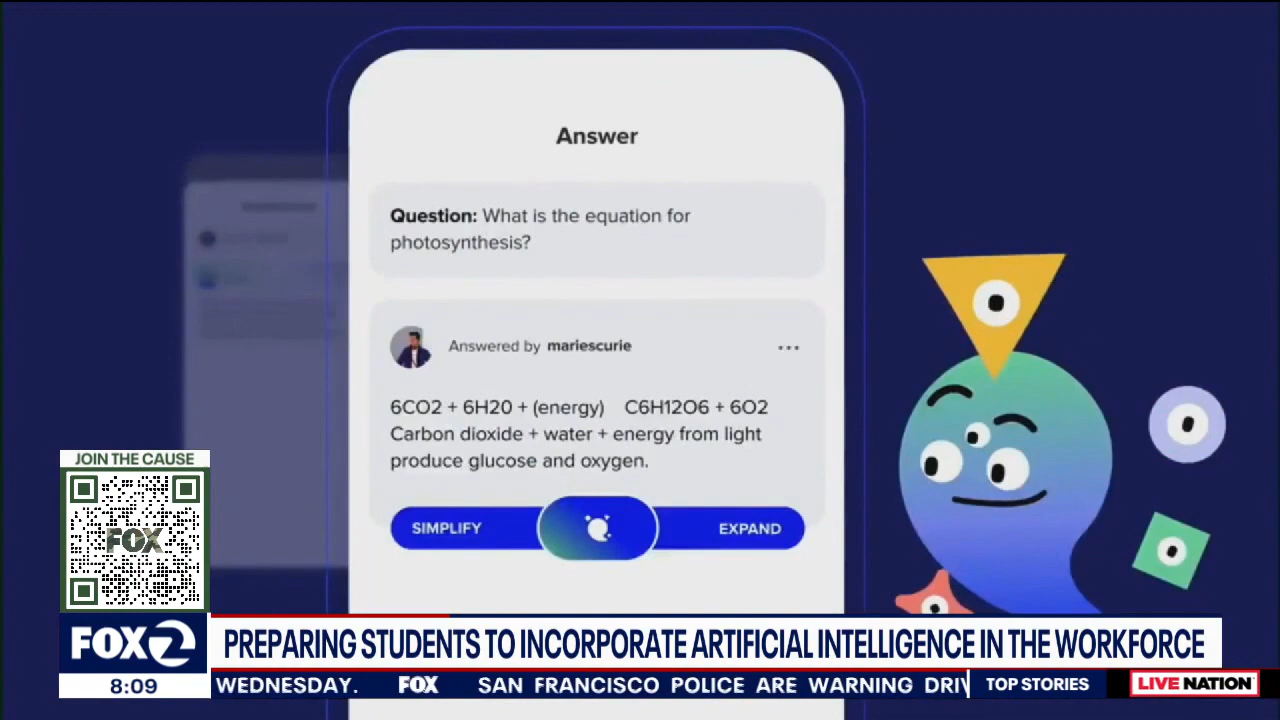 Answer
Question: What is the equation for
photosynthesis?
Answered by mariescurie
6CO2 + 6H20 + (energy) C6H12O6 + 6O2
Carbon dioxide + water + energy from light
produce glucose and oxygen.
SIMPLIFY
EXPAND
JOIN THE CAUSE
FOX
FOX 2
PREPARING STUDENTS TO INCORPORATE ARTIFICIAL INTELLIGENCE IN THE WORKFORCE
8:09
WEDNESDAY. FOX SAN FRANCISCO POLICE ARE WARNING DRIV
TOP STORIES
LIVE NATION